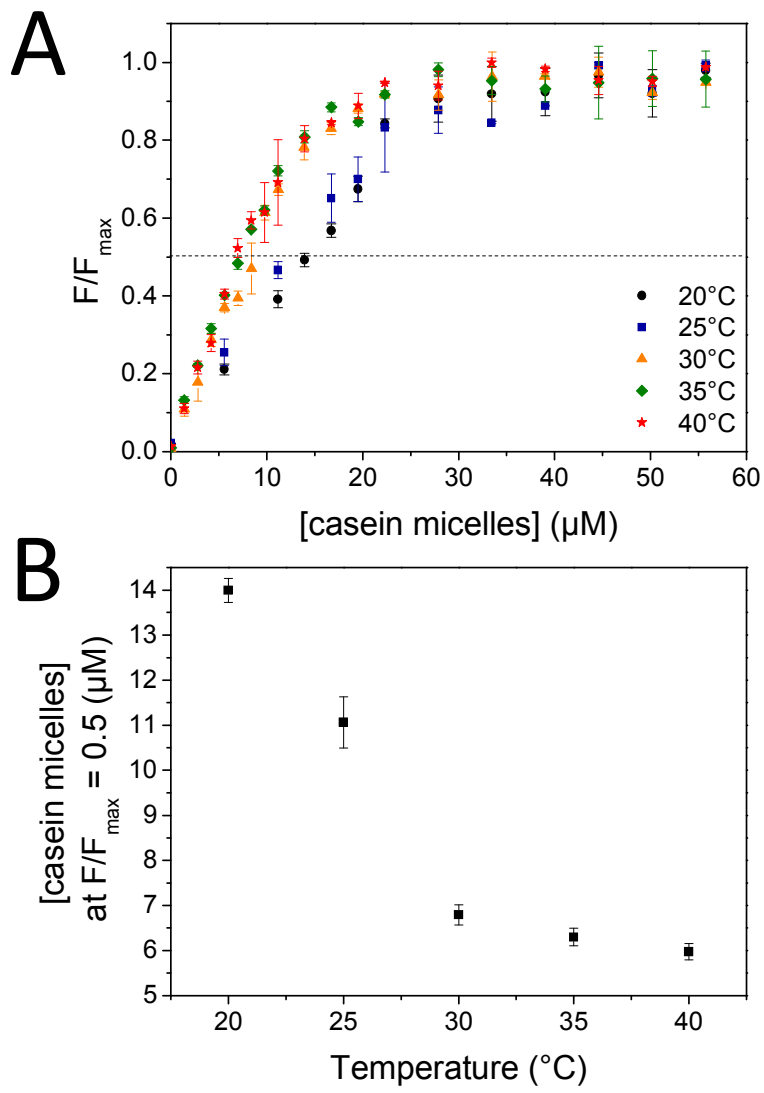 A
1.0
0.8
0.6
0.4
0.2
0.0
F/Fmax
20°C
25°C
30°C
35°C
40°C
0 10 20 30 40 50 60
[casein micelles] (µM)
B
14
13
12
11
10
9
8
7
6
5
[casein micelles]
at F/Fmax = 0.5 (µM)
20 25 30 35 40
Temperature (°C)